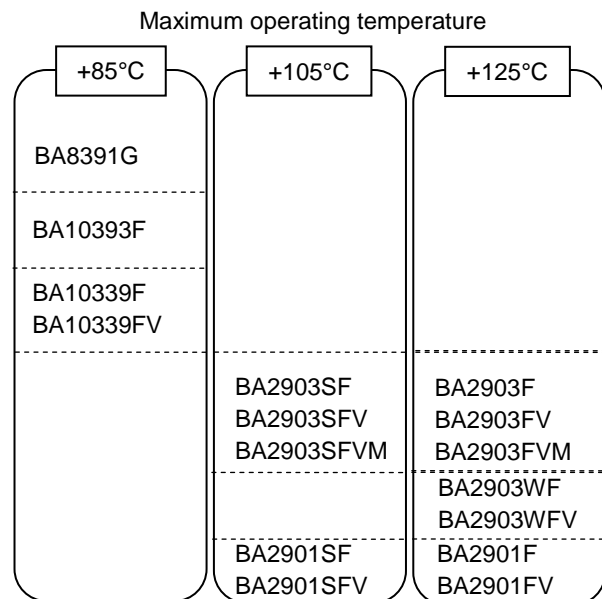 Maximum operating temperature
+85°C
+105°C
+125°C
BA8391G
BA10393F
BA10339F
BA10339FV
BA2903SF
BA2903SFV
BA2903SFVM
BA2903F
BA2903FV
BA2903FVM
BA2903WF
BA2903WFV
BA2901SF
BA2901SFV
BA2901F
BA2901FV